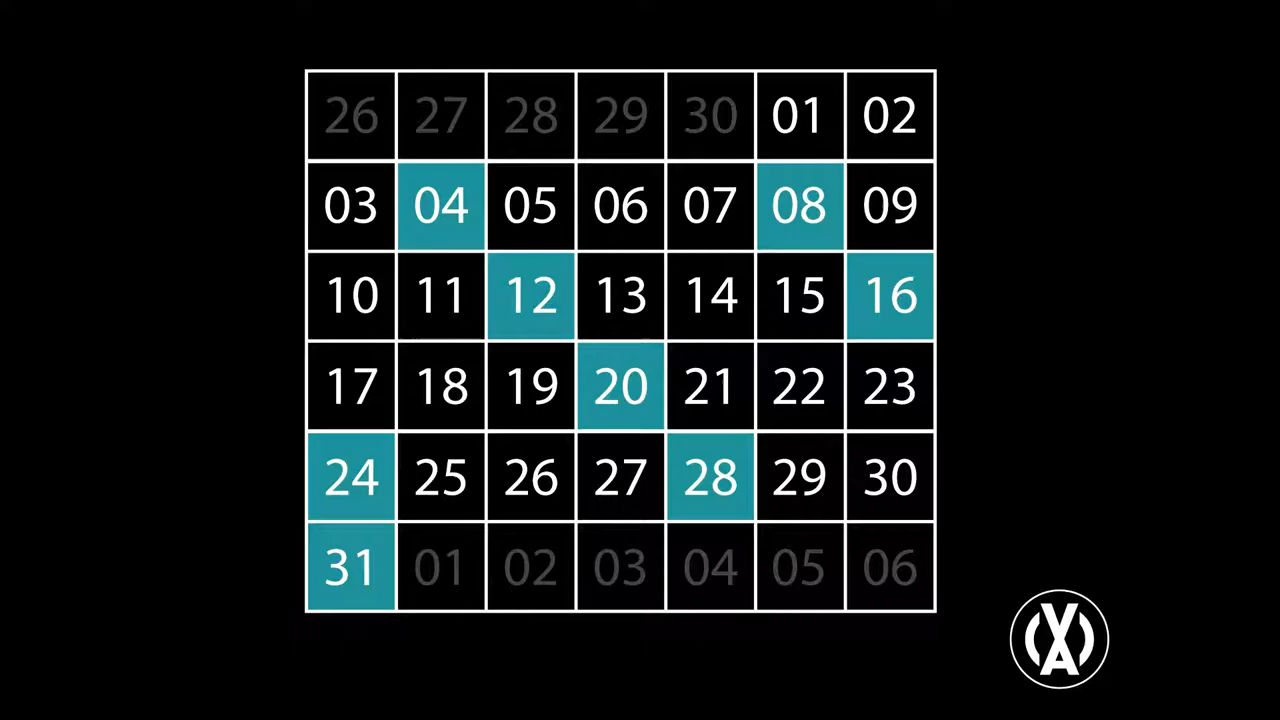 26 27 28 29 30 01 02
03 04 05 06 07 08 09
10 11 12 13 14 15 16
17 18 19 20 21 22 23
24 25 26 27 28 29 30
31 01 02 03 04 05 06
VA